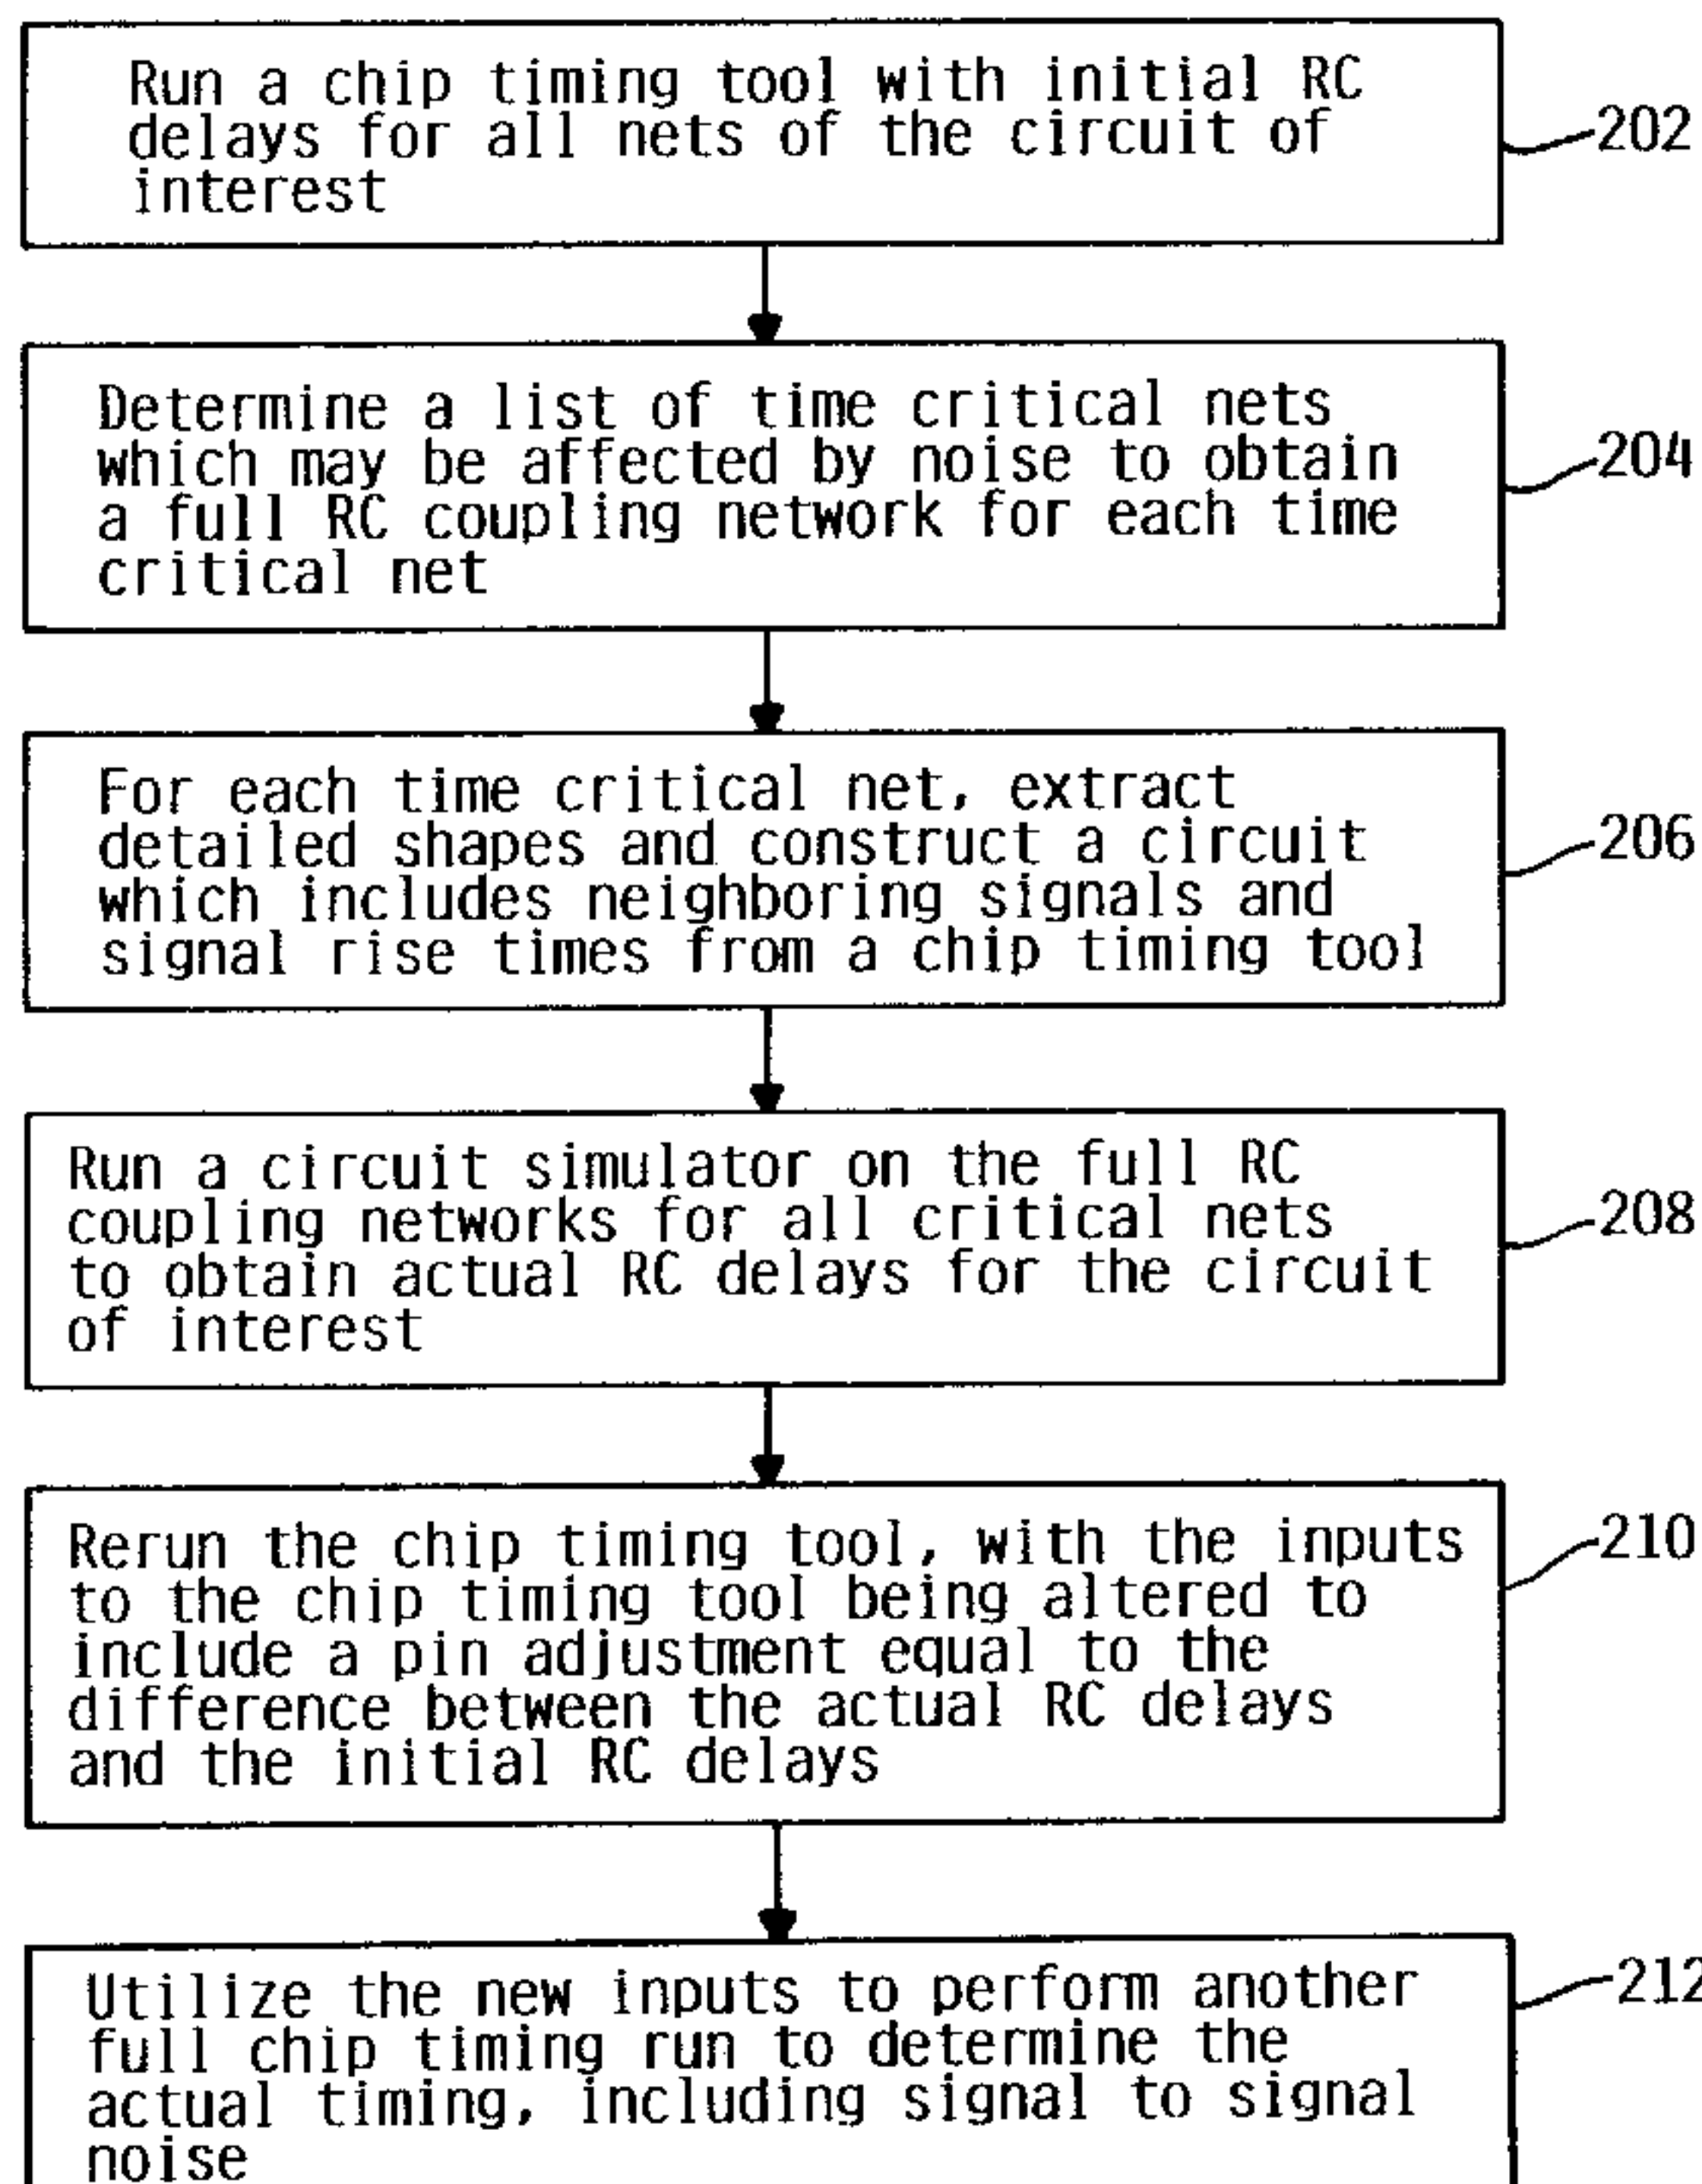 Run a chip timing tool with initial RC
delays for all nets of the circuit of
interest
202
Determine a list of time critical nets
which may be affected by noise to obtain
a full RC coupling network for each time
critical net
204
For each time critical net, extract
detailed shapes and construct a circuit
which includes neighboring signals and
signal rise times from a chip timing tool
206
Run a circuit simulator on the full RC
coupling networks for all critical nets
to obtain actual RC delays for the circuit
of interest
208
Rerun the chip timing tool, with the inputs
to the chip timing tool being altered to
include a pin adjustment equal to the
difference between the actual RC delays
and the initial RC delays
210
Utilize the new inputs to perform another
full chip timing run to determine the
actual timing, including signal to signal
noise
212